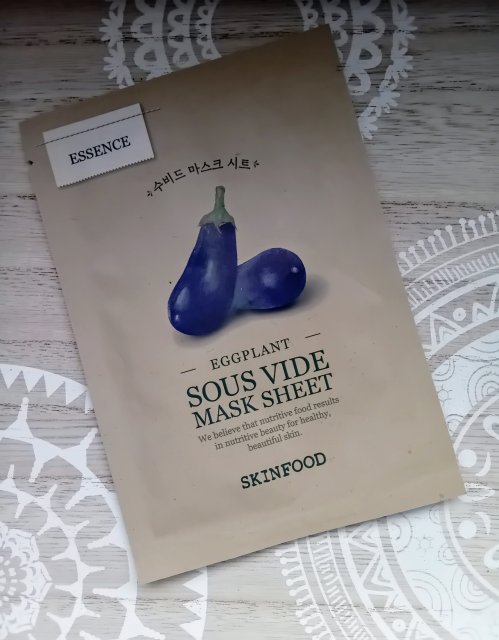 ESSENCE
수비드 마스크 시트
EGGPLANT
SOUS VIDE
MASK SHEET
We believe that nutritive food results
in nutritive beauty for healthy,
beautiful skin.
SKINFOOD